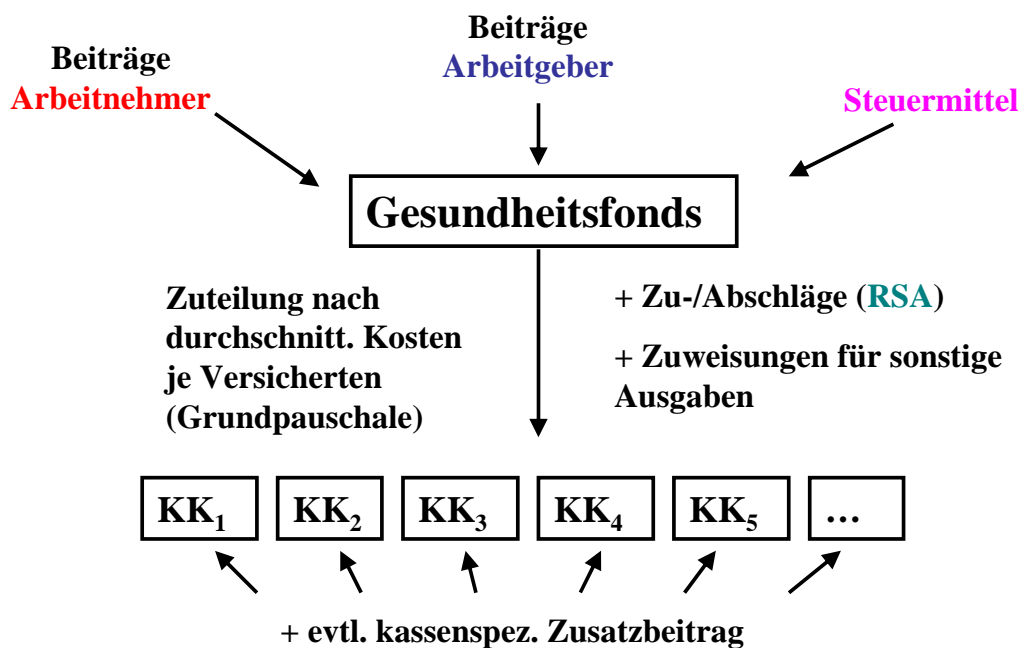 Beiträge
Arbeitnehmer
Beiträge
Arbeitgeber
Steuermittel
Gesundheitsfonds
Zuteilung nach
durchschnitt. Kosten
je Versicherten
(Grundpauschale)
+ Zu-/Abschläge (RSA)
+ Zuweisungen für sonstige
Ausgaben
KK₁ KK₂ KK₃ KK₄ KK₅ …
+ evtl. kassenspez. Zusatzbeitrag